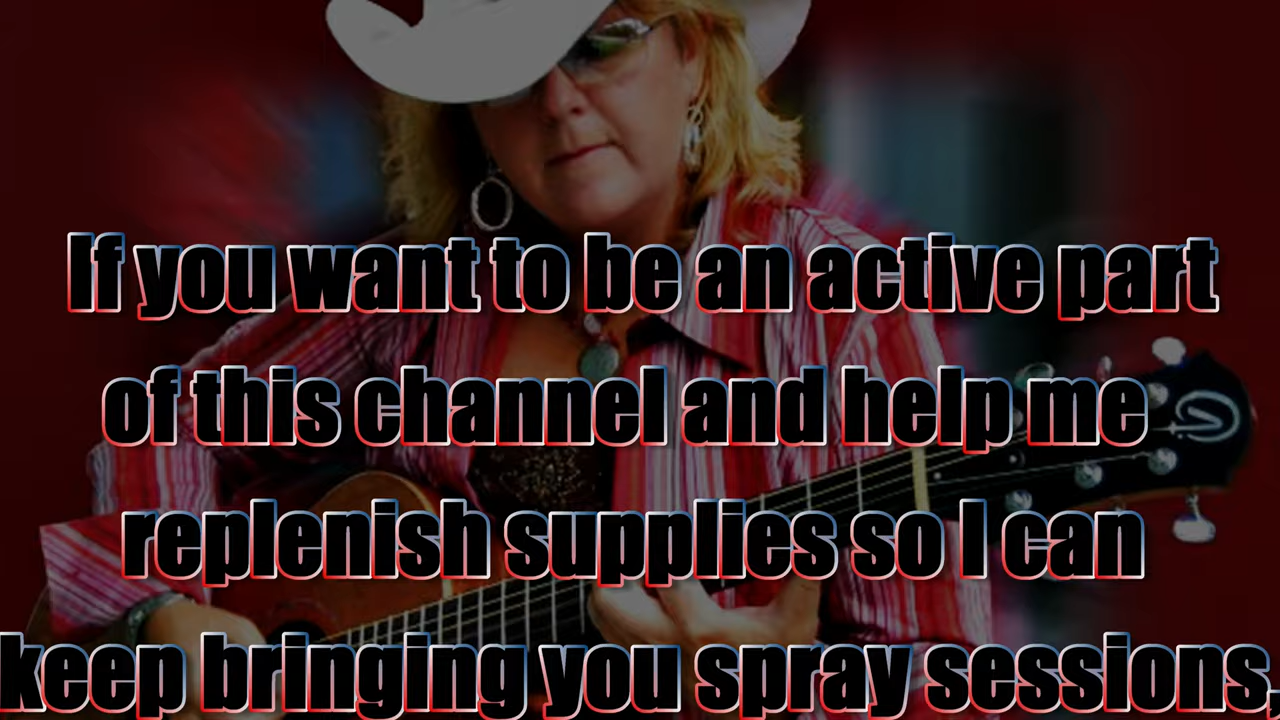 If you want to be an active part
of this channel and help me
replenish supplies so I can
keep bringing you spray sessions,